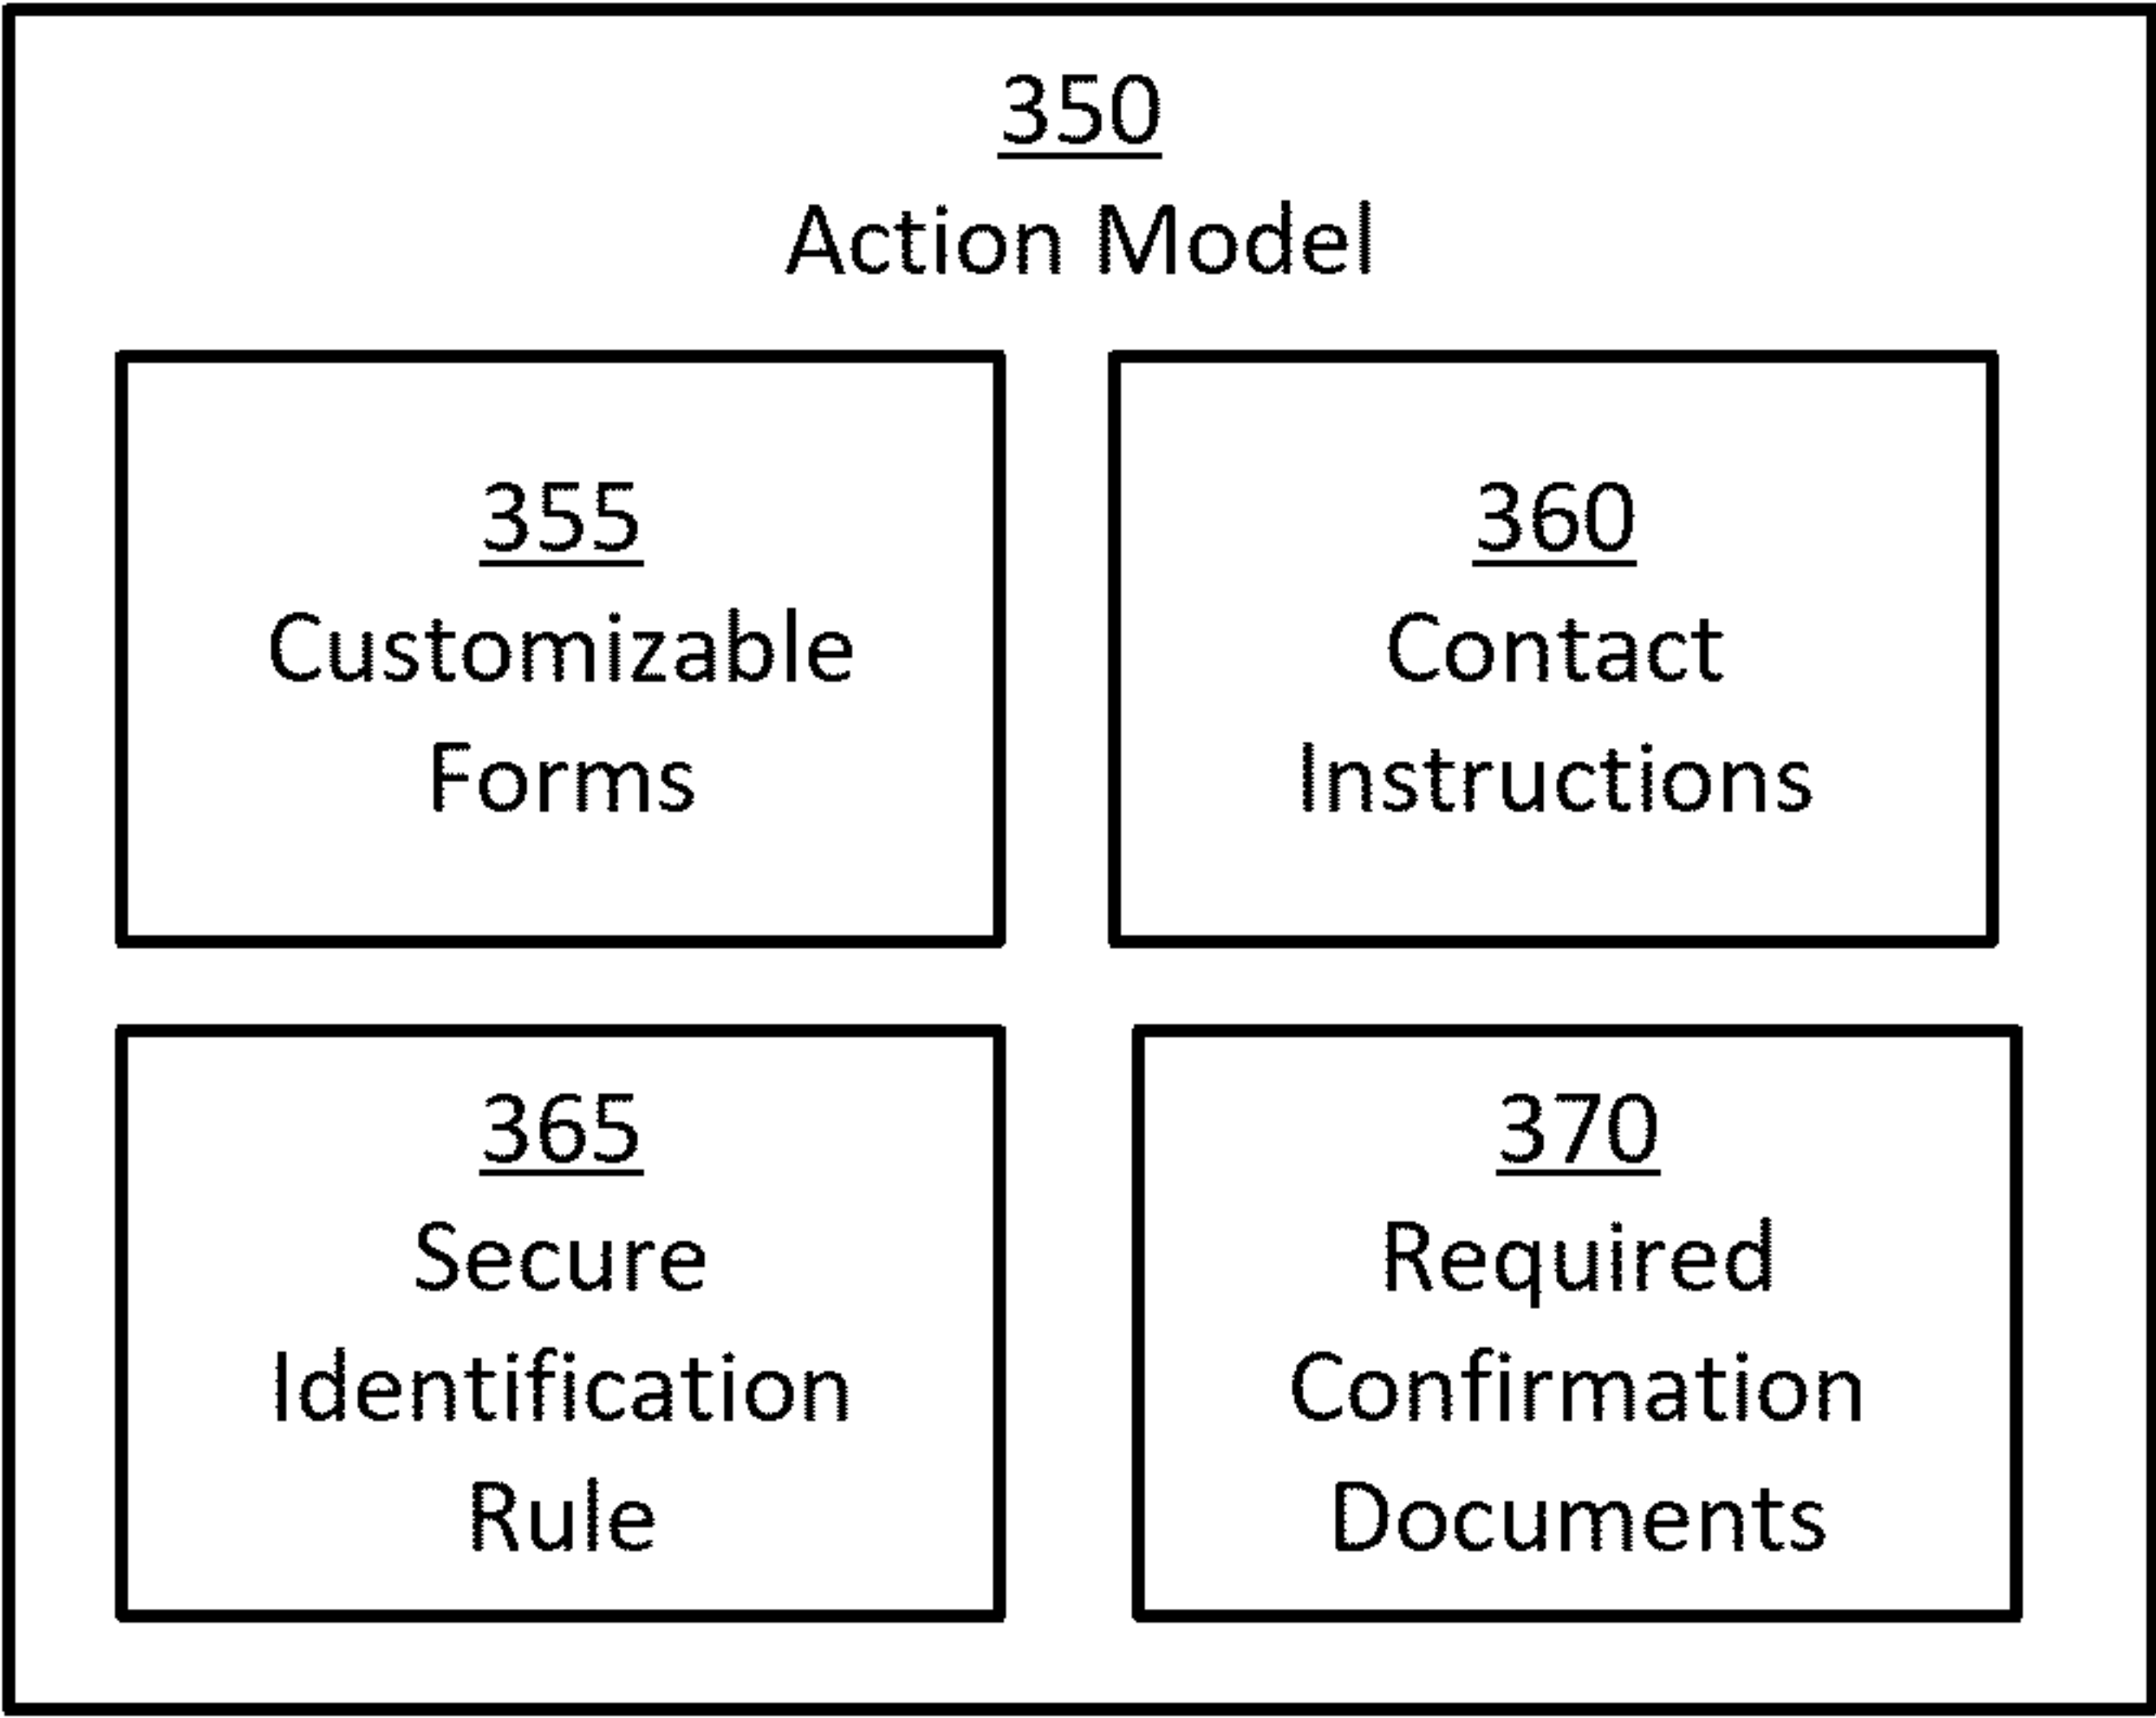 350
Action Model
355
Customizable
Forms
360
Contact
Instructions
365
Secure
Identification
Rule
370
Required
Confirmation
Documents